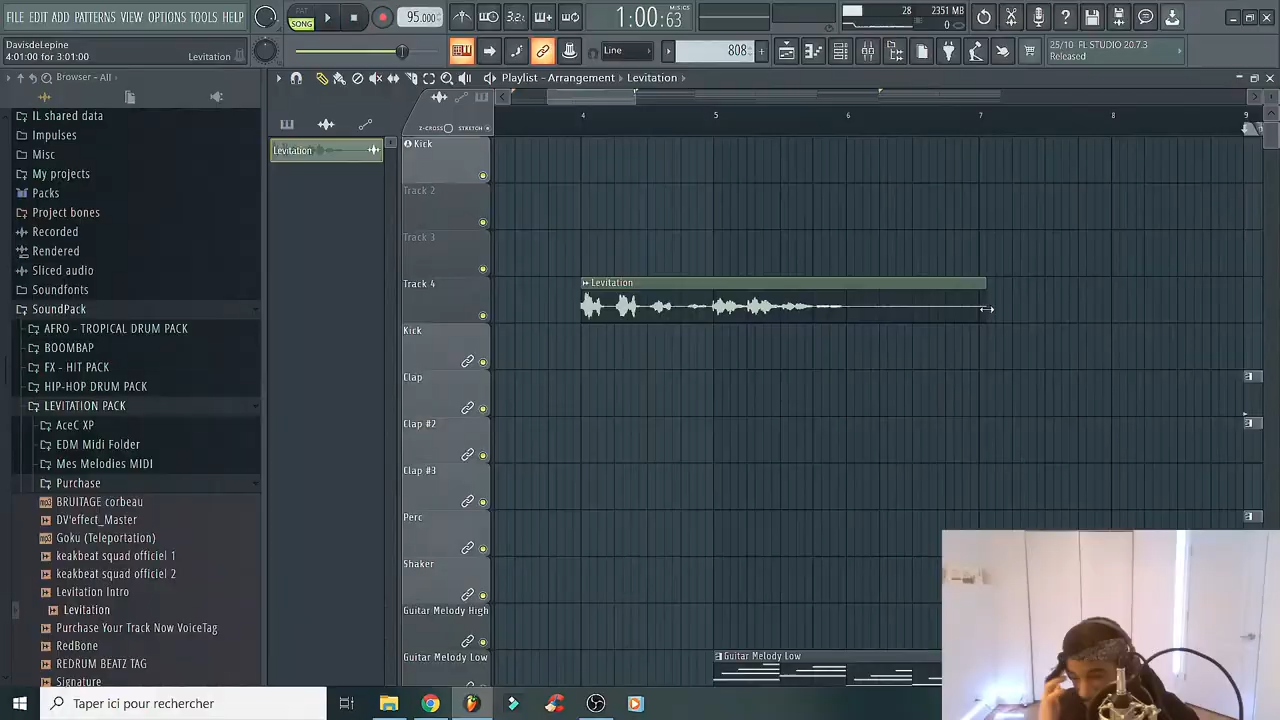 FILE EDIT ADD PATTERNS VIEW OPTIONS TOOLS HELP
PAT
SONG
95.000
3.2.
1:00:63
M:S:CS
28
2351 MB
0
DavisdeLepine
4:01:00 for 3:01:00
Levitation
Line
808
25/10 FL STUDIO 20.7.3
Released
Browser - All
Playlist - Arrangement
Levitation
Z-CROSS
STRETCH
4
5
6
7
8
9
IL shared data
Impulses
Misc
My projects
Packs
Project bones
Recorded
Rendered
Sliced audio
Soundfonts
SoundPack
AFRO - TROPICAL DRUM PACK
BOOMBAP
FX - HIT PACK
HIP-HOP DRUM PACK
LEVITATION PACK
AceC XP
EDM Midi Folder
Mes Melodies MIDI
Purchase
BRUITAGE corbeau
DV'effect_Master
Goku (Teleportation)
keakbeat squad officiel 1
keakbeat squad officiel 2
Levitation Intro
Levitation
Purchase Your Track Now VoiceTag
RedBone
REDRUM BEATZ TAG
Signature
Levitation
Kick
Track 2
Track 3
Track 4
Levitation
Kick
Clap
Clap #2
Clap #3
Perc
Shaker
Guitar Melody High
Guitar Melody Low
Guitar Melody Low
Taper ici pour rechercher